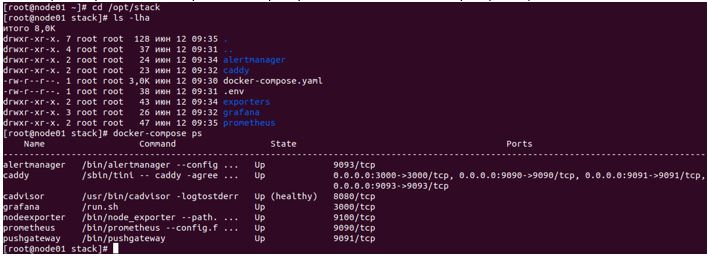 [root@node01 ~]# cd /opt/stack
[root@node01 stack]# ls -lha
итого 8,0K
drwxr-xr-x. 7 root root  128 июн 12 09:35 .
drwxr-xr-x. 4 root root   37 июн 12 09:31 ..
drwxr-xr-x. 2 root root   24 июн 12 09:34 alertmanager
drwxr-xr-x. 2 root root   23 июн 12 09:32 caddy
-rw-r--r--. 1 root root 3,0K июн 12 09:30 docker-compose.yaml
-rw-r--r--. 1 root root   38 июн 12 09:31 .env
drwxr-xr-x. 2 root root   43 июн 12 09:34 exporters
drwxr-xr-x. 3 root root   26 июн 12 09:32 grafana
drwxr-xr-x. 2 root root   47 июн 12 09:35 prometheus
[root@node01 stack]# docker-compose ps
Name Command State Ports
--------------------------------------------------------------------------------
alertmanager /bin/alertmanager --config ... Up 9093/tcp
caddy /sbin/tini -- caddy -agree ... Up 0.0.0.0:3000->3000/tcp, 0.0.0.0:9090->9090/tcp, 0.0.0.0:9091->9091/tcp,
0.0.0.0:9093->9093/tcp
cadvisor /usr/bin/cadvisor -logtostderr Up (healthy) 8080/tcp
grafana /run.sh Up 3000/tcp
nodeexporter /bin/node_exporter --path. ... Up 9100/tcp
prometheus /bin/prometheus --config.f ... Up 9090/tcp
pushgateway /bin/pushgateway Up 9091/tcp
[root@node01 stack]#